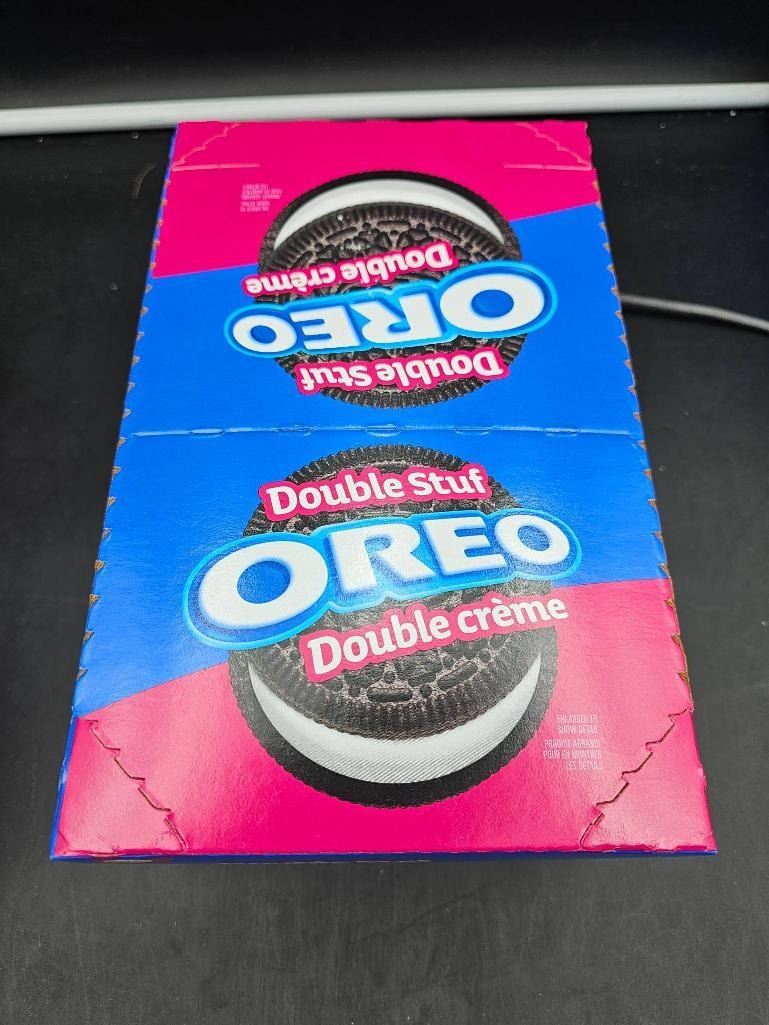 Double crème
OREO
Double Stuf
Double Stuf
OREO
Double crème
ENLARGED TO
SHOW DETAIL
PRODUIT AGRANDI
POUR EN MONTRER
LES DÉTAILS